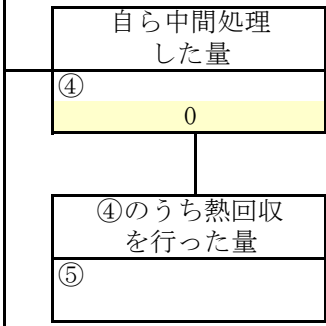 自ら中間処理
した量
④
0
④のうち熱回収
を行った量
⑤